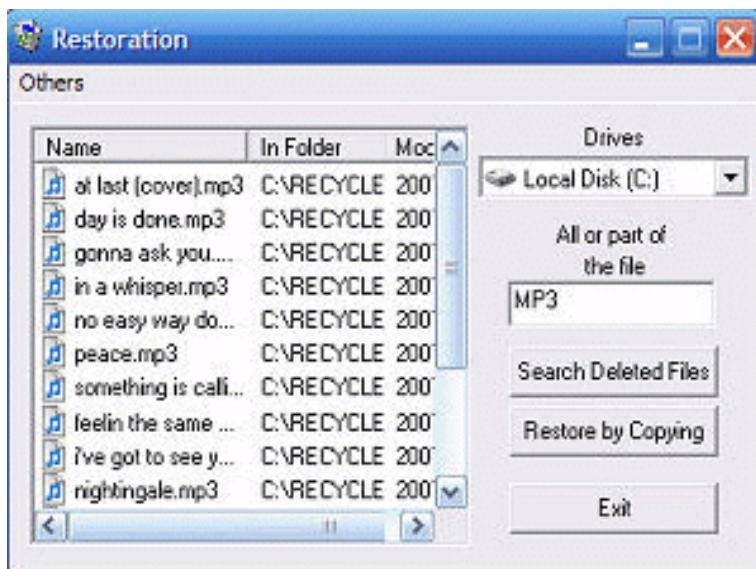 Restoration
Others
Name In Folder Mod
at last (cover).mp3 C:\RECYCLE 200
day is done.mp3 C:\RECYCLE 200
gonna ask you.... C:\RECYCLE 200
in a whisper.mp3 C:\RECYCLE 200
no easy way do... C:\RECYCLE 200
peace.mp3 C:\RECYCLE 200
something is calli... C:\RECYCLE 200
feelin the same ... C:\RECYCLE 200
i've got to see y... C:\RECYCLE 200
nightingale.mp3 C:\RECYCLE 200
Drives
Local Disk (C:)
All or part of
the file
MP3
Search Deleted Files
Restore by Copying
Exit